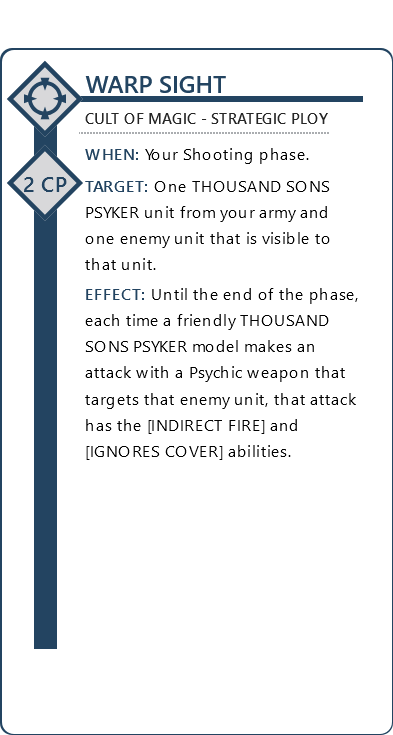 WARP SIGHT
CULT OF MAGIC - STRATEGIC PLOY
2 CP
WHEN: Your Shooting phase.
TARGET: One THOUSAND SONS
PSYKER unit from your army and
one enemy unit that is visible to
that unit.
EFFECT: Until the end of the phase,
each time a friendly THOUSAND
SONS PSYKER model makes an
attack with a Psychic weapon that
targets that enemy unit, that attack
has the [INDIRECT FIRE] and
[IGNORES COVER] abilities.